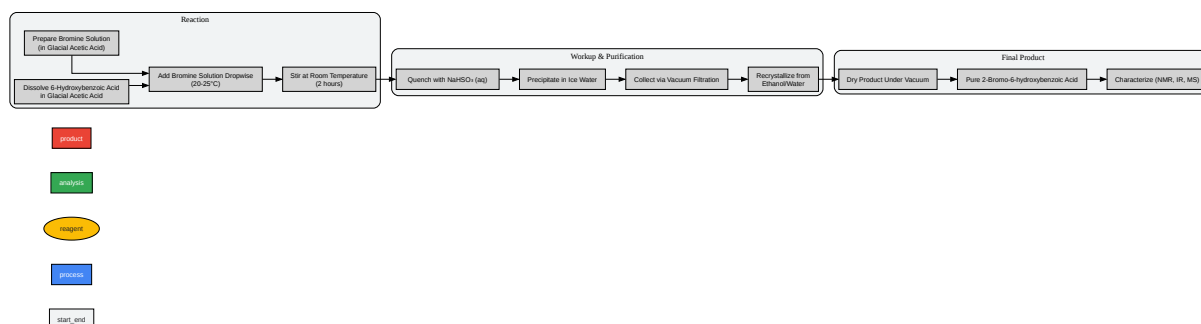 Reaction
Prepare Bromine Solution
(in Glacial Acetic Acid)
Dissolve 6-Hydroxybenzoic Acid
in Glacial Acetic Acid
Add Bromine Solution Dropwise
(20-25°C)
Stir at Room Temperature
(2 hours)
Workup & Purification
Quench with NaHSO₃ (aq)
Precipitate in Ice Water
Collect via Vacuum Filtration
Recrystallize from
Ethanol/Water
Final Product
Dry Product Under Vacuum
Pure 2-Bromo-6-hydroxybenzoic Acid
Characterize (NMR, IR, MS)
product
analysis
reagent
process
start_end